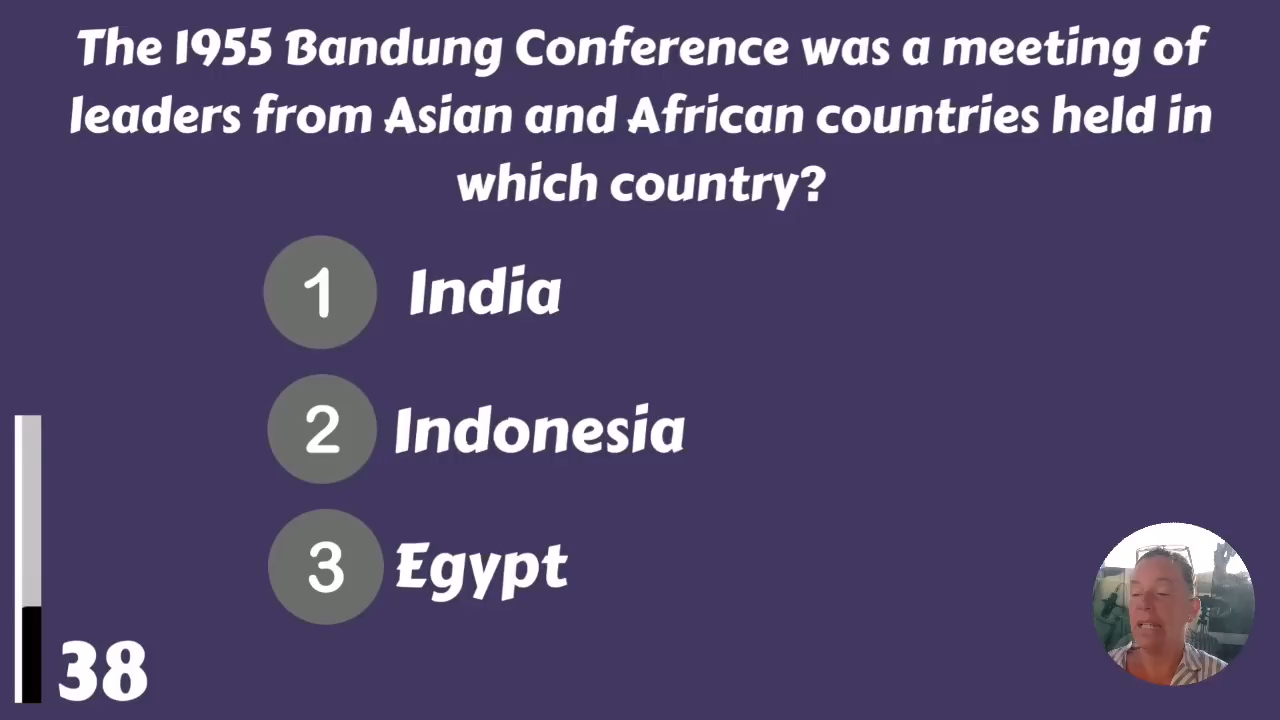 The 1955 Bandung Conference was a meeting of
leaders from Asian and African countries held in
which country?
1 India
2 Indonesia
3 Egypt
38